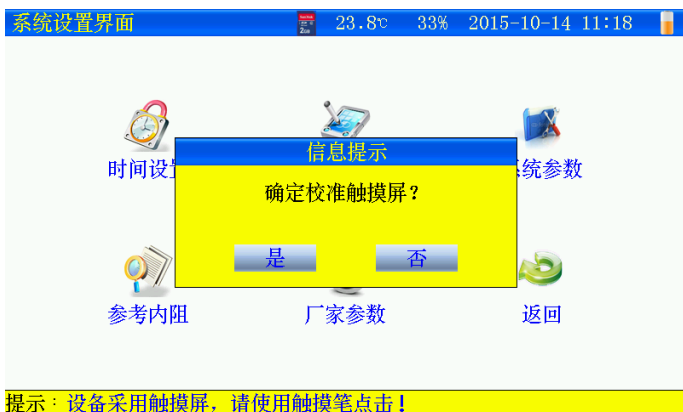 系统设置界面 23.8℃ 33% 2015-10-14 11:18
信息提示
时间设
系统参数
确定校准触摸屏?
是 否
参考内阻 厂家参数 返回
提示:设备采用触摸屏,请使用触摸笔点击!